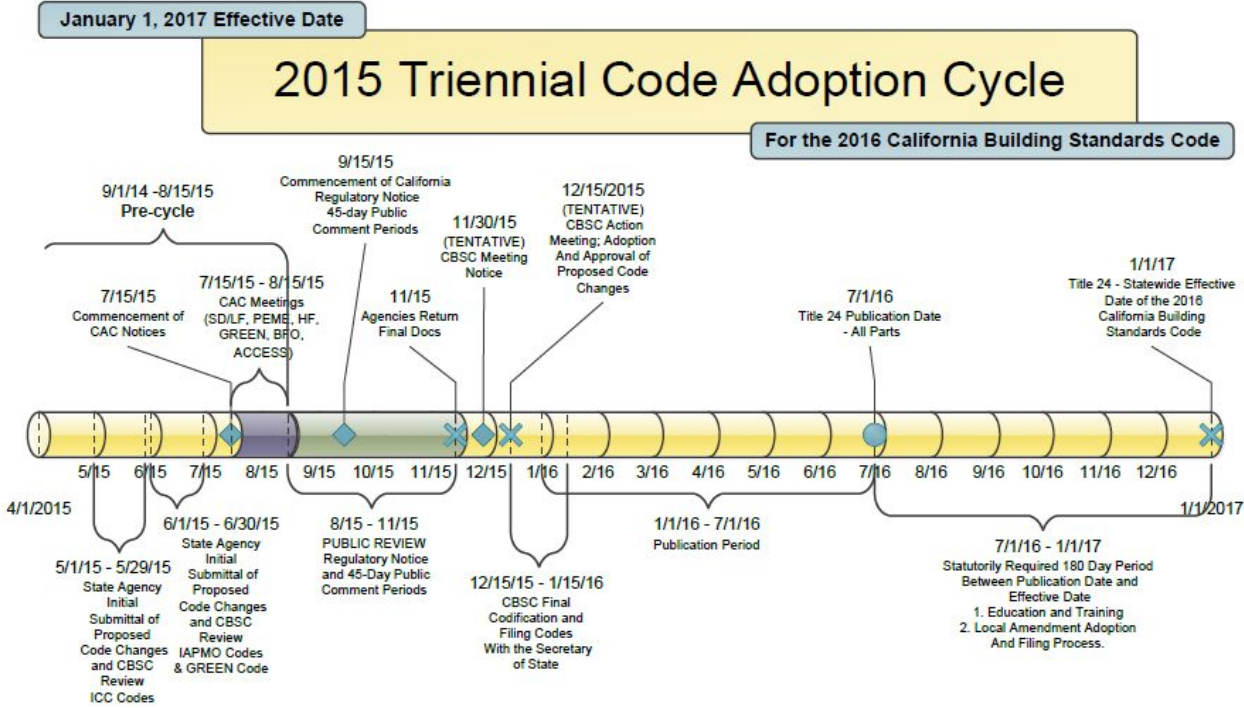 January 1, 2017 Effective Date
2015 Triennial Code Adoption Cycle
For the 2016 California Building Standards Code
9/1/14 -8/15/15
Pre-cycle
9/15/15
Commencement of California
Regulatory Notice
45-day Public
Comment Periods
12/15/2015
(TENTATIVE)
CBSC Action
Meeting; Adoption
And Approval of
Proposed Code
Changes
11/30/15
(TENTATIVE)
CBSC Meeting
Notice
7/15/15
Commencement of
CAC Notices
7/15/15 - 8/15/15
CAC Meetings
(SD/LF, PEME, HF,
GREEN, BFO,
ACCESS)
11/15
Agencies Return
Final Docs
7/1/16
Title 24 Publication Date
- All Parts
1/1/17
Title 24 - Statewide Effective
Date of the 2016
California Building
Standards Code
5/15 6/15 7/15 8/15 9/15 10/15 11/15 12/15 1/16 2/16 3/16 4/16 5/16 6/16 7/16 8/16 9/16 10/16 11/16 12/16
4/1/2015
1/1/2017
5/1/15 - 5/29/15
State Agency
Initial
Submittal of
Proposed
Code Changes
and CBSC
Review
ICC Codes
6/1/15 - 6/30/15
State Agency
Initial
Submittal of
Proposed
Code Changes
and CBSC
Review
IAPMO Codes
& GREEN Code
8/15 - 11/15
PUBLIC REVIEW
Regulatory Notice
and 45-Day Public
Comment Periods
12/15/15 - 1/15/16
CBSC Final
Codification and
Filing Codes
With the Secretary
of State
1/1/16 - 7/1/16
Publication Period
7/1/16 - 1/1/17
Statutorily Required 180 Day Period
Between Publication Date and
Effective Date
1. Education and Training
2. Local Amendment Adoption
And Filing Process.